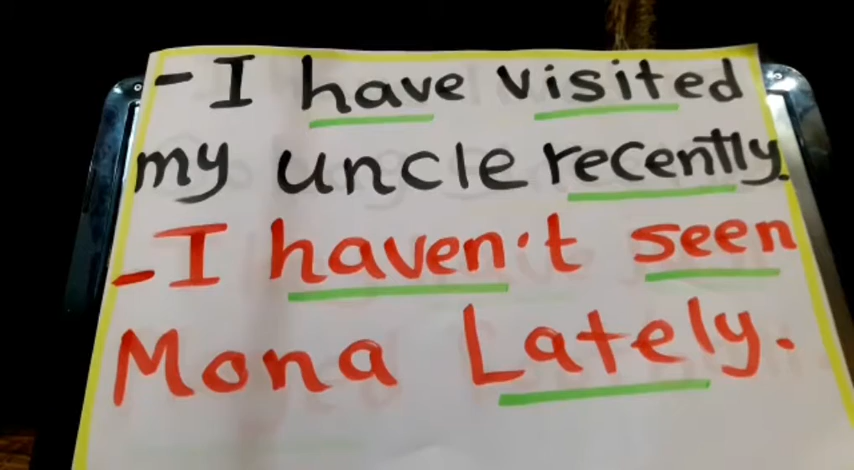 - I have visited
my uncle recently.
- I haven't seen
Mona Lately.